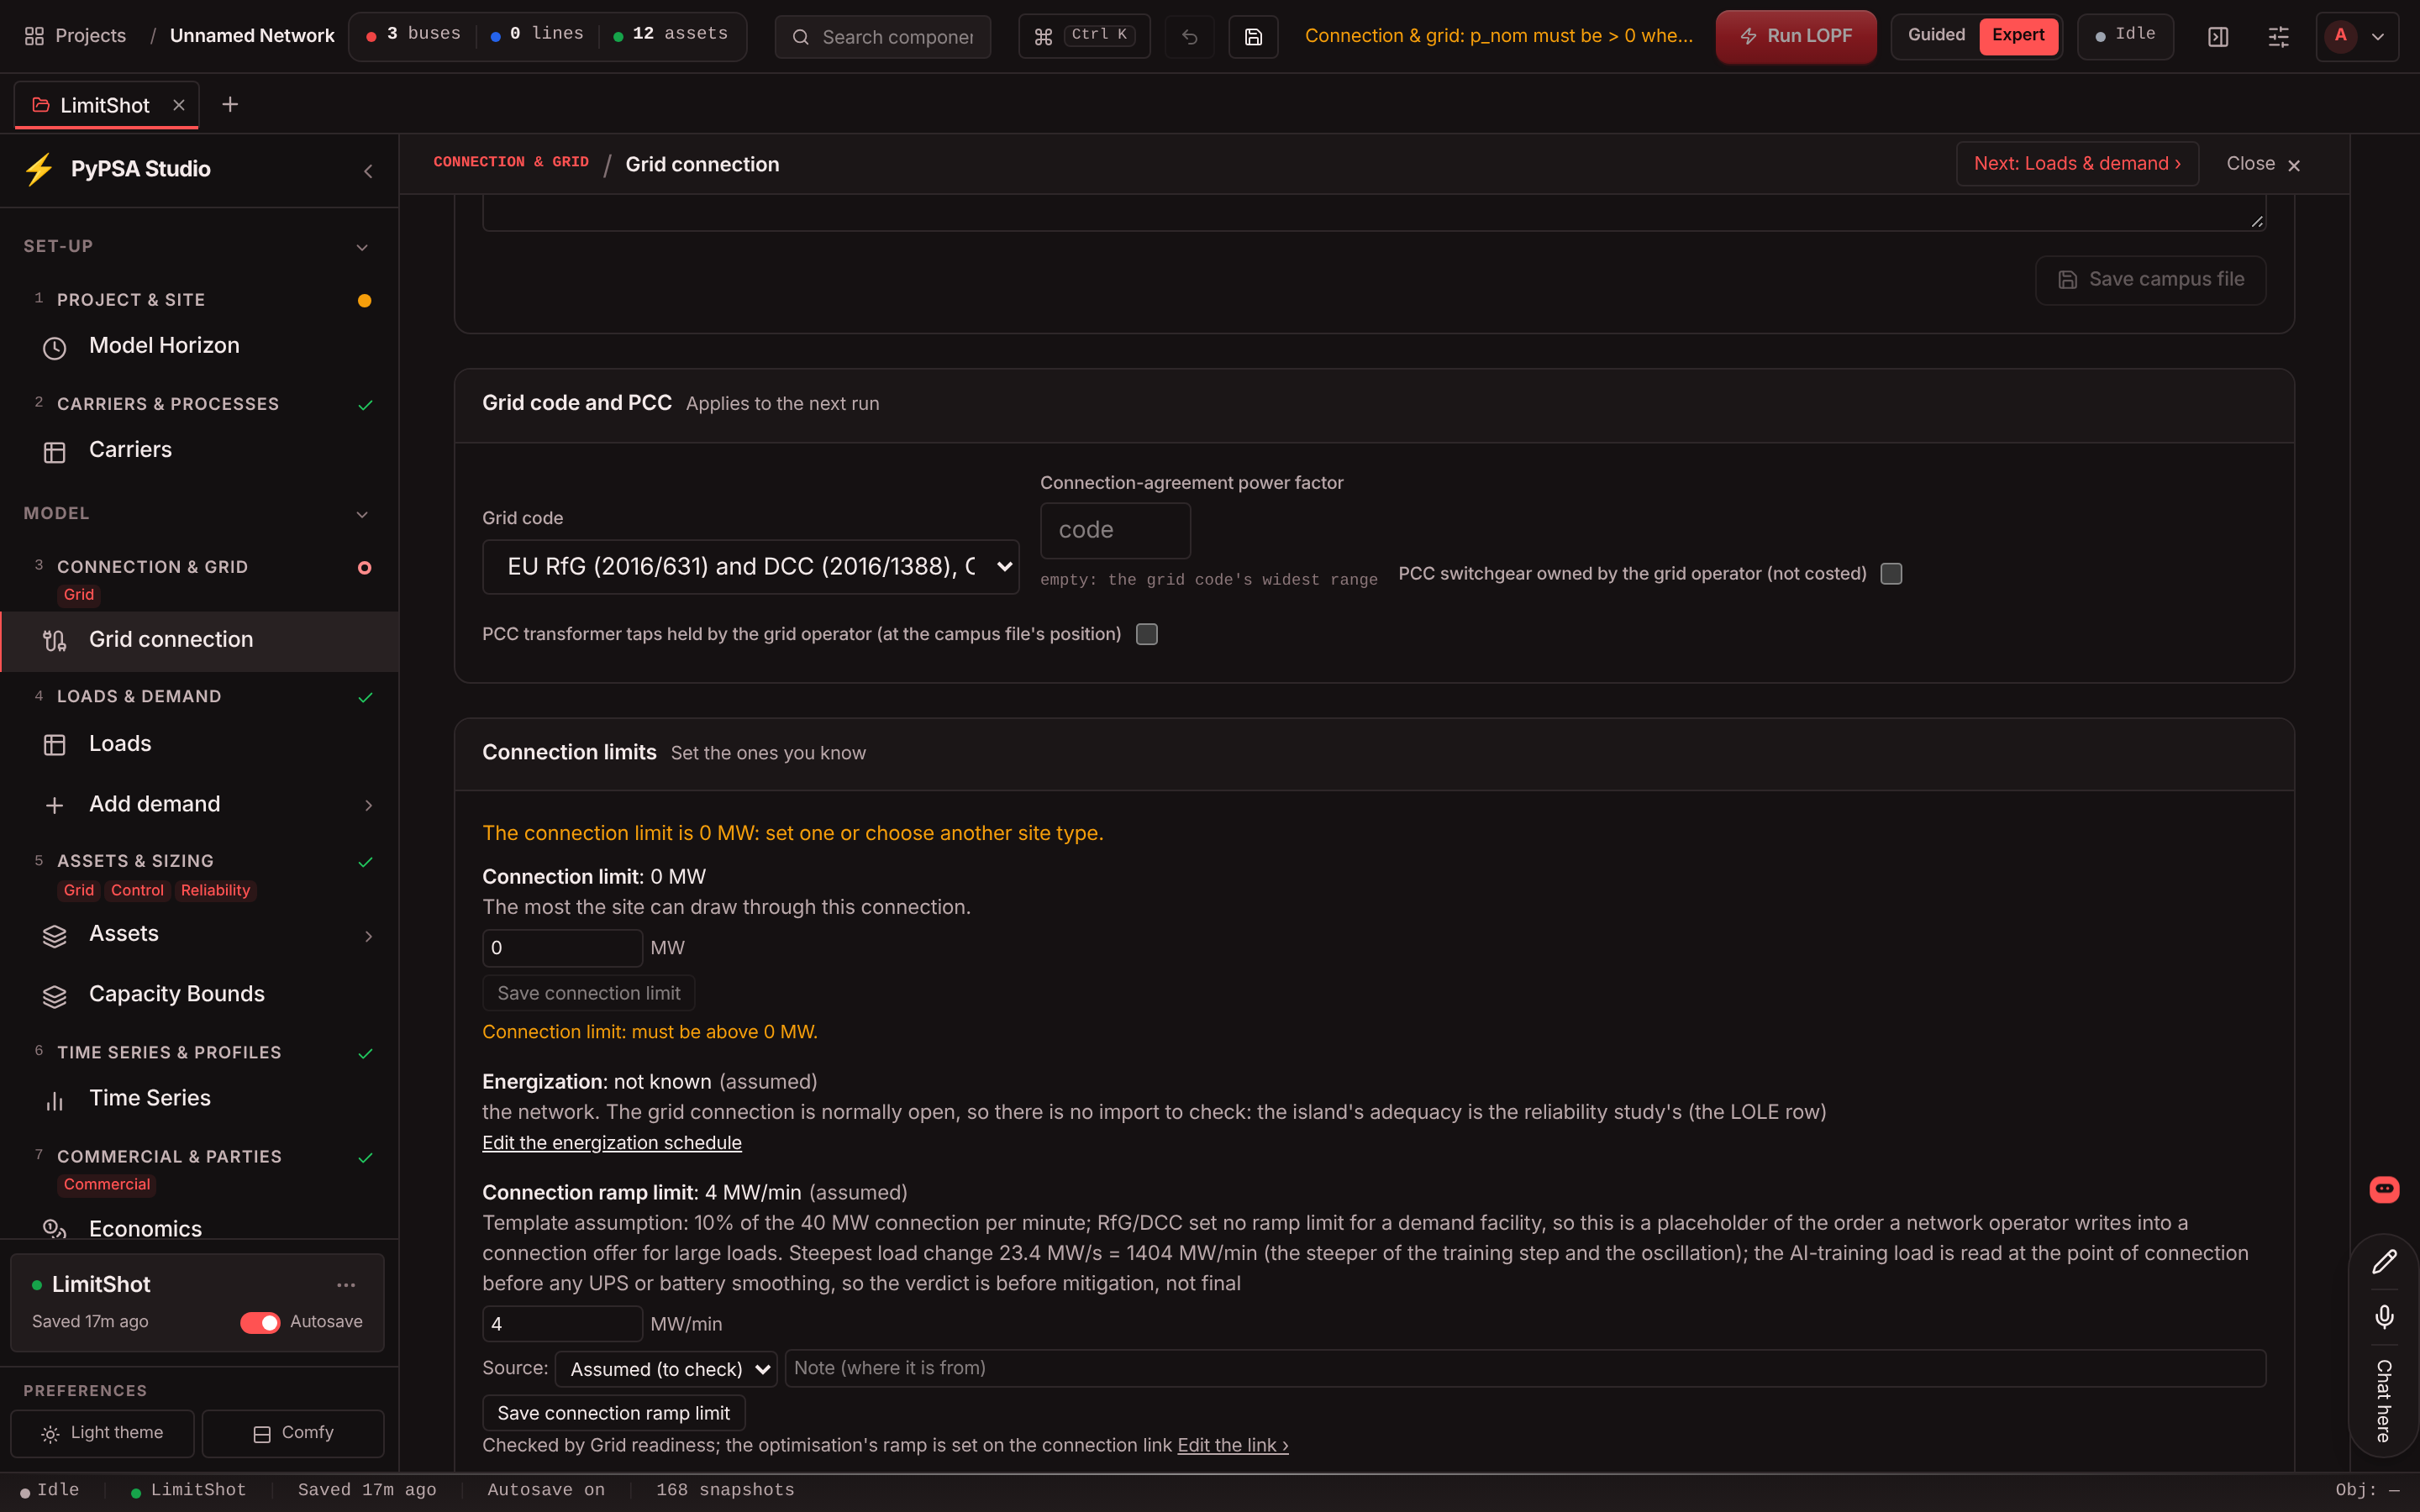 Projects / Unnamed Network
3 buses 0 lines 12 assets
Search componer
Ctrl K
Connection & grid: p_nom must be > 0 whe...
Run LOPF
Guided Expert
Idle
A
LimitShot
PyPSA Studio
CONNECTION & GRID / Grid connection
Next: Loads & demand ›
Close
SET-UP
1 PROJECT & SITE
Model Horizon
2 CARRIERS & PROCESSES
Carriers
MODEL
3 CONNECTION & GRID
Grid
Grid connection
4 LOADS & DEMAND
Loads
Add demand
5 ASSETS & SIZING
Grid Control Reliability
Assets
Capacity Bounds
6 TIME SERIES & PROFILES
Time Series
7 COMMERCIAL & PARTIES
Commercial
Economics
LimitShot
Saved 17m ago Autosave
PREFERENCES
Light theme Comfy
Save campus file
Grid code and PCC Applies to the next run
Connection-agreement power factor
Grid code
code
EU RfG (2016/631) and DCC (2016/1388), C
empty: the grid code's widest range
PCC switchgear owned by the grid operator (not costed)
PCC transformer taps held by the grid operator (at the campus file's position)
Connection limits Set the ones you know
The connection limit is 0 MW: set one or choose another site type.
Connection limit: 0 MW
The most the site can draw through this connection.
0 MW
Save connection limit
Connection limit: must be above 0 MW.
Energization: not known (assumed)
the network. The grid connection is normally open, so there is no import to check: the island's adequacy is the reliability study's (the LOLE row)
Edit the energization schedule
Connection ramp limit: 4 MW/min (assumed)
Template assumption: 10% of the 40 MW connection per minute; RfG/DCC set no ramp limit for a demand facility, so this is a placeholder of the order a network operator writes into a
connection offer for large loads. Steepest load change 23.4 MW/s = 1404 MW/min (the steeper of the training step and the oscillation); the AI-training load is read at the point of connection
before any UPS or battery smoothing, so the verdict is before mitigation, not final
4 MW/min
Source: Assumed (to check) Note (where it is from)
Save connection ramp limit
Checked by Grid readiness; the optimisation's ramp is set on the connection link Edit the link ›
Chat here
Idle LimitShot Saved 17m ago Autosave on 168 snapshots
Obj: —